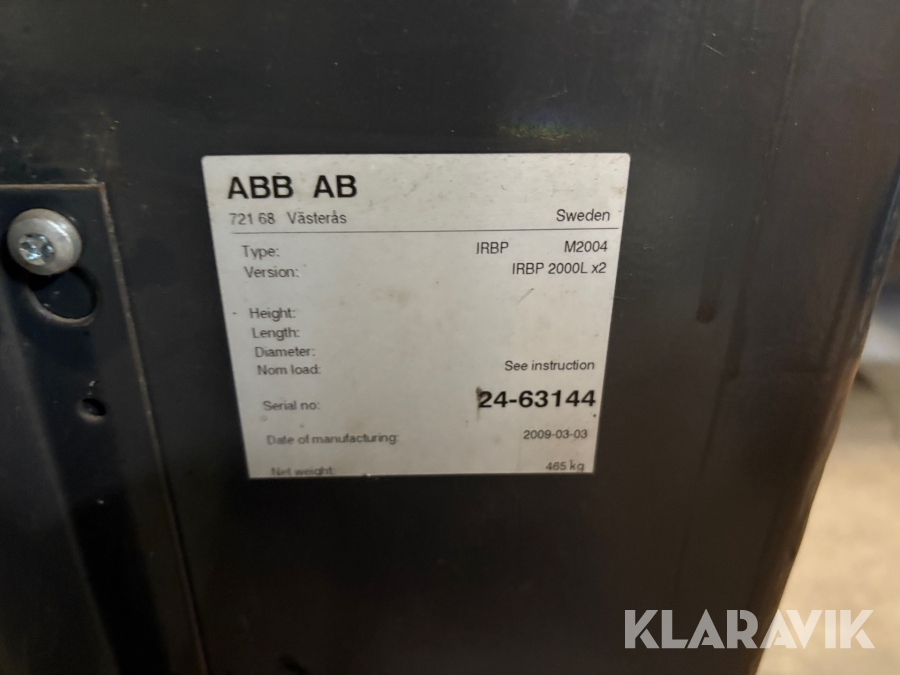 ABB AB
721 68 Västerås Sweden
Type: IRBP M2004
Version: IRBP 2000L x2
Height:
Length:
Diameter:
Nom load: See instruction
Serial no: 24-63144
Date of manufacturing: 2009-03-03
Net weight: 465 kg
KLARAVIK